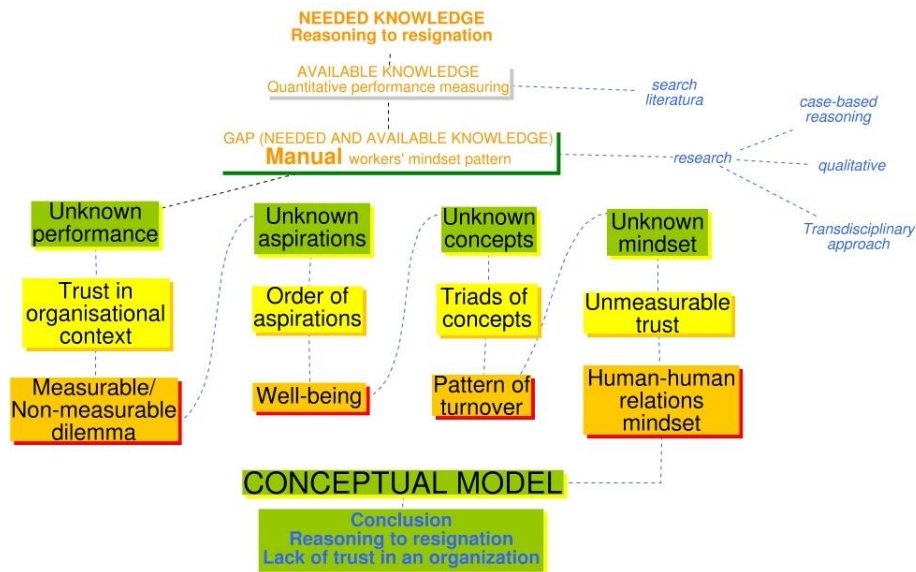 NEEDED KNOWLEDGE
Reasoning to resignation
AVAILABLE KNOWLEDGE
Quantitative performance measuring
search
literatura
case-based
reasoning
GAP (NEEDED AND AVAILABLE KNOWLEDGE)
Manual workers' mindset pattern
research
qualitative
Transdisciplinary
approach
Unknown
performance
Trust in
organisational
context
Measurable/
Non-measurable
dilemma
Unknown
aspirations
Order of
aspirations
Well-being
Unknown
concepts
Triads of
concepts
Pattern of
turnover
Unknown
mindset
Unmeasurable
trust
Human-human
relations
mindset
CONCEPTUAL MODEL
Conclusion
Reasoning to resignation
Lack of trust in an organization